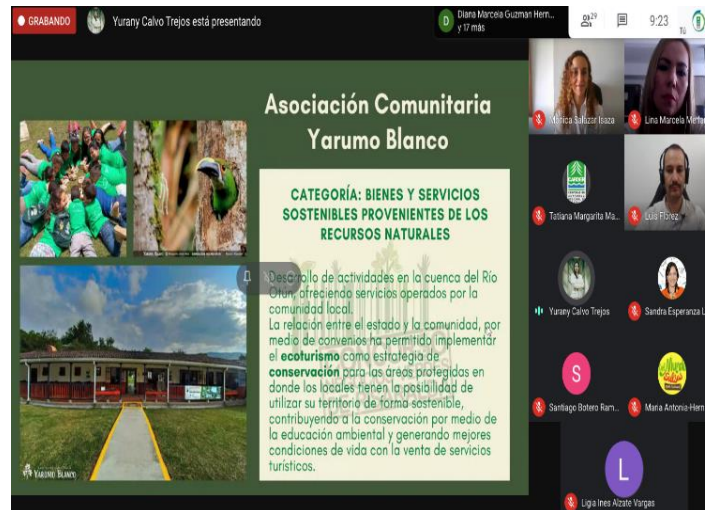 GRABANDO
Yurany Calvo Trejos está presentando
D
Diana Marcela Guzman Hern...
y 17 más
29
9:23
Tú
Asociación Comunitaria
Yarumo Blanco
CATEGORÍA: BIENES Y SERVICIOS
SOSTENIBLES PROVENIENTES DE LOS
RECURSOS NATURALES
Desarrollo de actividades en la cuenca del Río
Otún, ofreciendo servicios operados por la
comunidad local.
La relación entre el estado y la comunidad, por
medio de convenios ha permitido implementar
el ecoturismo como estrategia de
conservación para las áreas protegidas en
donde los locales tienen la posibilidad de
utilizar su territorio de forma sostenible,
contribuyendo a la conservación por medio de
la educación ambiental y generando mejores
condiciones de vida con la venta de servicios
turísticos.
YARUMO BLANCO
Mónica Salazar Isaza
Lina Marcela
Tatiana Margarita Ma...
Luis Flórez
Yurany Calvo Trejos
Sandra Esperanza L
S
Santiago Botero Ram...
Maria Antonia-Hern
L
Ligia Ines Alzate Vargas